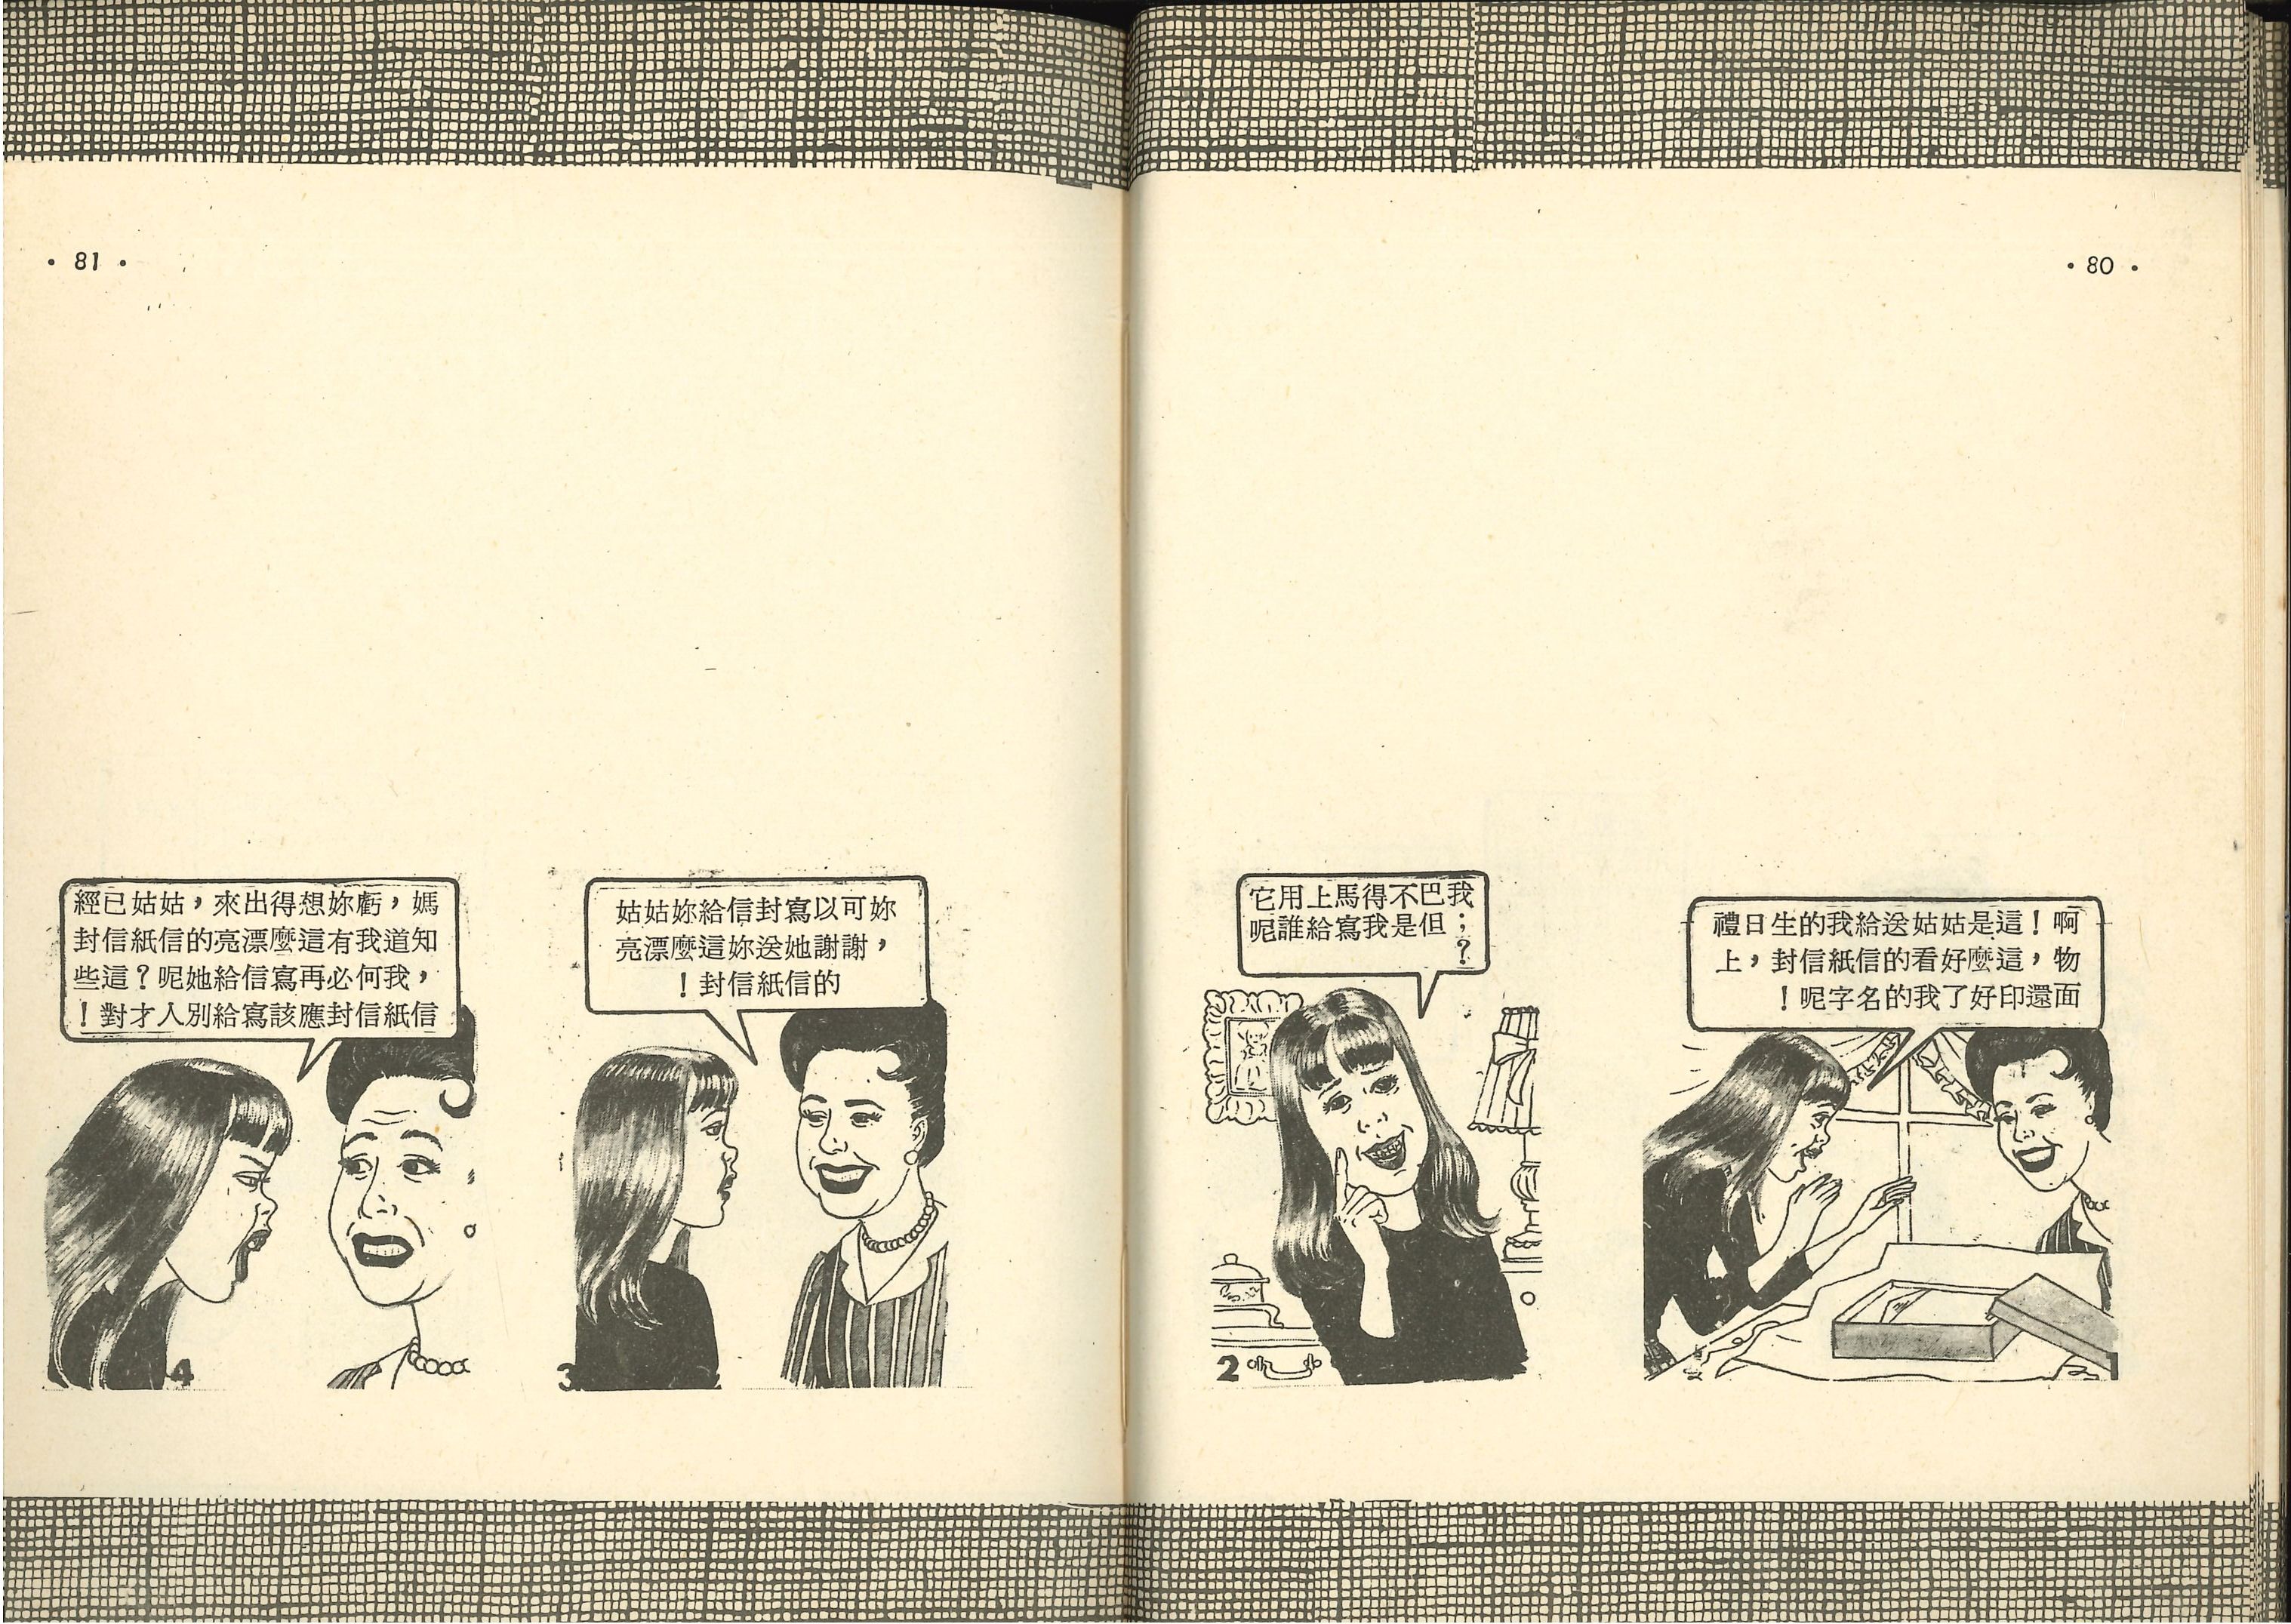 • 80 •
啊！這是姑姑送給我的生日禮
物，這麼好看的信紙信封，上
面還印好了我的名字呢！
1
我巴不得馬上用它
；但是我寫給誰呢
？
2
• 81 •
妳可以寫封信給妳姑姑
，謝謝她送妳這麼漂亮
的信紙信封！
3
媽，虧妳想得出來，姑姑已經
知道我有這麼漂亮的信紙信封
，我何必再寫信給她呢？這些
信紙信封應該寫給別人才對！
4